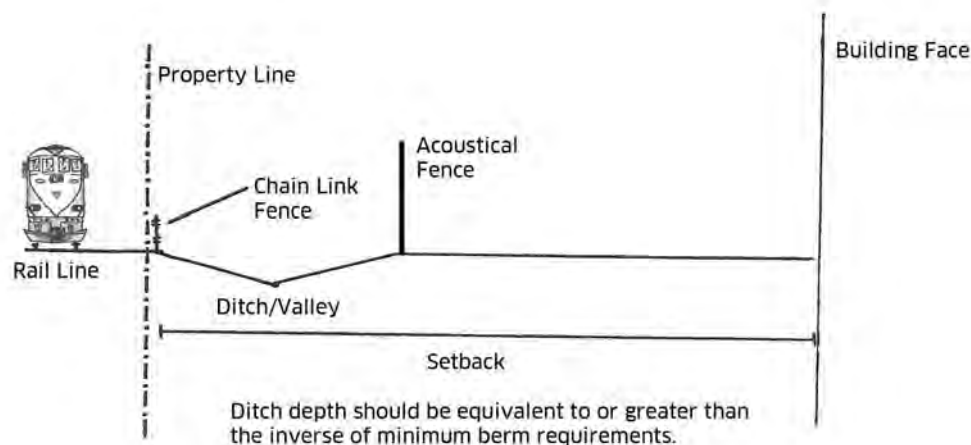 Property Line
Building Face
Acoustical
Fence
Chain Link
Fence
Rail Line
Ditch/Valley
Setback
Ditch depth should be equivalent to or greater than
the inverse of minimum berm requirements.